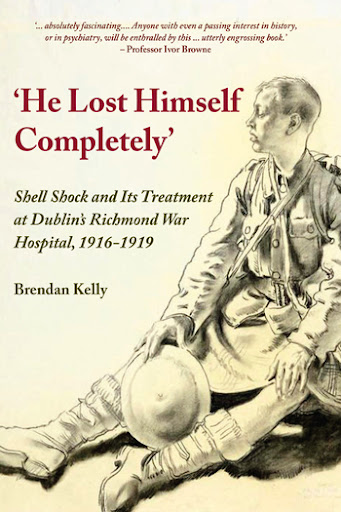 ‘... absolutely fascinating.... Anyone with even a passing interest in history,
or in psychiatry, will be enthralled by this ... utterly engrossing book.’
– Professor Ivor Browne
‘He Lost Himself
Completely’
Shell Shock and Its Treatment
at Dublin’s Richmond War
Hospital, 1916–1919
Brendan Kelly